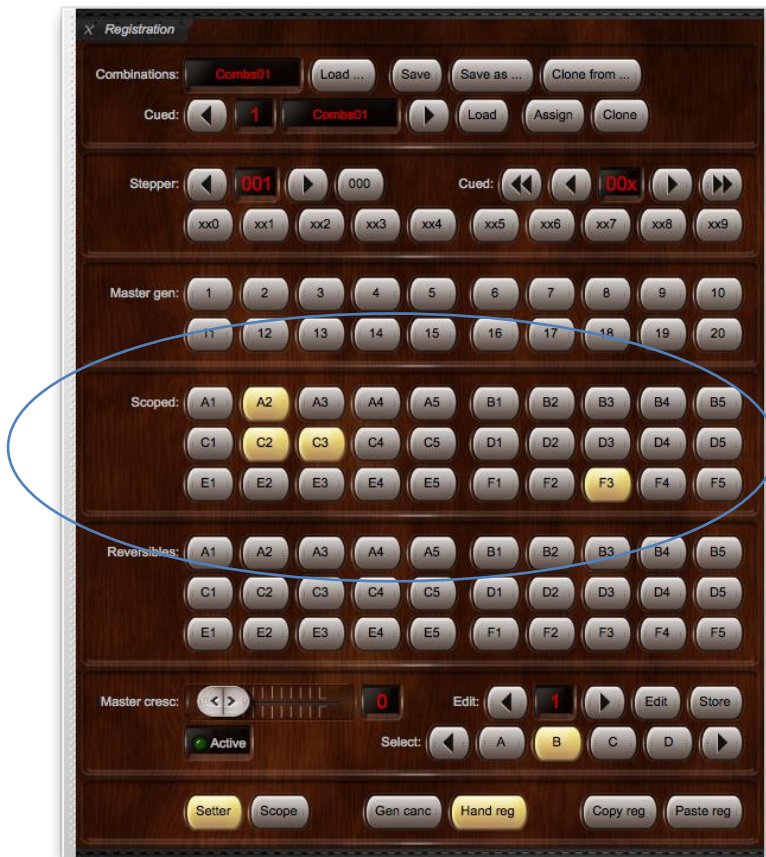 Registration
Combinations: Combs01 Load ... Save Save as ... Clone from ...
Cued: 1 Combs01 Load Assign Clone
Stepper: 001 000 Cued: 00x
xx0 xx1 xx2 xx3 xx4 xx5 xx6 xx7 xx8 xx9
Master gen: 1 2 3 4 5 6 7 8 9 10
11 12 13 14 15 16 17 18 19 20
Scoped: A1 A2 A3 A4 A5 B1 B2 B3 B4 B5
C1 C2 C3 C4 C5 D1 D2 D3 D4 D5
E1 E2 E3 E4 E5 F1 F2 F3 F4 F5
Reversibles: A1 A2 A3 A4 A5 B1 B2 B3 B4 B5
C1 C2 C3 C4 C5 D1 D2 D3 D4 D5
E1 E2 E3 E4 E5 F1 F2 F3 F4 F5
Master cresc: 0 Edit: 1 Edit Store
Active Select: A B C D
Setter Scope Gen canc Hand reg Copy reg Paste reg